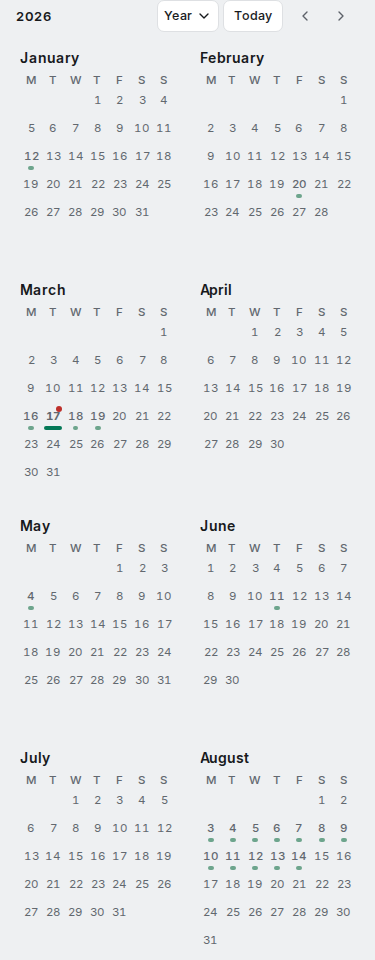 2026 Year Today
January February
M T W T F S S M T W T F S S
1 2 3 4 1
5 6 7 8 9 10 11 2 3 4 5 6 7 8
12 13 14 15 16 17 18 9 10 11 12 13 14 15
19 20 21 22 23 24 25 16 17 18 19 20 21 22
26 27 28 29 30 31 23 24 25 26 27 28
March April
M T W T F S S M T W T F S S
1 1 2 3 4 5
2 3 4 5 6 7 8 6 7 8 9 10 11 12
9 10 11 12 13 14 15 13 14 15 16 17 18 19
16 17 18 19 20 21 22 20 21 22 23 24 25 26
23 24 25 26 27 28 29 27 28 29 30
30 31
May June
M T W T F S S M T W T F S S
1 2 3 1 2 3 4 5 6 7
4 5 6 7 8 9 10 8 9 10 11 12 13 14
11 12 13 14 15 16 17 15 16 17 18 19 20 21
18 19 20 21 22 23 24 22 23 24 25 26 27 28
25 26 27 28 29 30 31 29 30
July August
M T W T F S S M T W T F S S
1 2 3 4 5 1 2
6 7 8 9 10 11 12 3 4 5 6 7 8 9
13 14 15 16 17 18 19 10 11 12 13 14 15 16
20 21 22 23 24 25 26 17 18 19 20 21 22 23
27 28 29 30 31 24 25 26 27 28 29 30
31